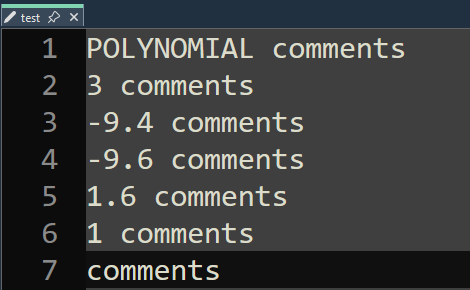 test
1 POLYNOMIAL comments
2 3 comments
3 -9.4 comments
4 -9.6 comments
5 1.6 comments
6 1 comments
7 comments